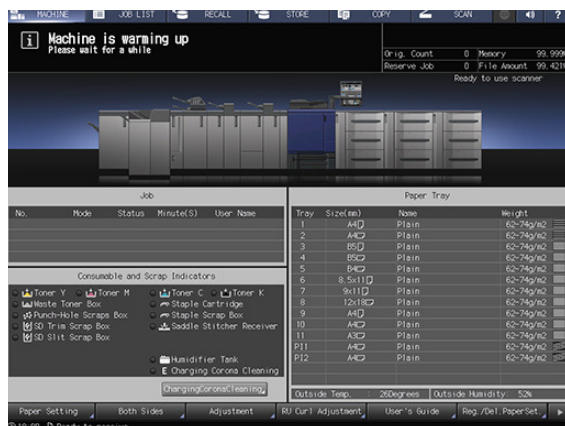 MACHINE JOB LIST RECALL STORE COPY SCAN ?
Machine is warming up
Please wait for a while
Orig. Count 0 Memory 99.999%
Reserve Job 0 File Amount 99.421%
Ready to use scanner
Job
No. Mode Status Minute(S) User Name
Paper Tray
Tray Size(mm) Name Weight
1 A4 Plain 62-74g/m2
2 A4 Plain 62-74g/m2
3 B5 Plain 62-74g/m2
4 B5 Plain 62-74g/m2
5 B4 Plain 62-74g/m2
6 8.5x11 Plain 62-74g/m2
7 9x11 Plain 62-74g/m2
8 12x18 Plain 62-74g/m2
9 A4 Plain 62-74g/m2
10 A4 Plain 62-74g/m2
11 A3 Plain 62-74g/m2
PI1 A4 Plain 62-74g/m2
PI2 A4 Plain 62-74g/m2
Consumable and Scrap Indicators
Toner Y Toner M Toner C Toner K
Waste Toner Box Staple Cartridge
Punch-Hole Scraps Box Staple Scrap Box
SD Trim Scrap Box Saddle Stitcher Receiver
SD Slit Scrap Box
Humidifier Tank
E Charging Corona Cleaning
ChargingCoronaCleaning
Outside Temp. : 26Degrees Outside Humidity: 52%
Paper Setting Both Sides Adjustment RU Curl Adjustment User's Guide Reg./Del.PaperSet.